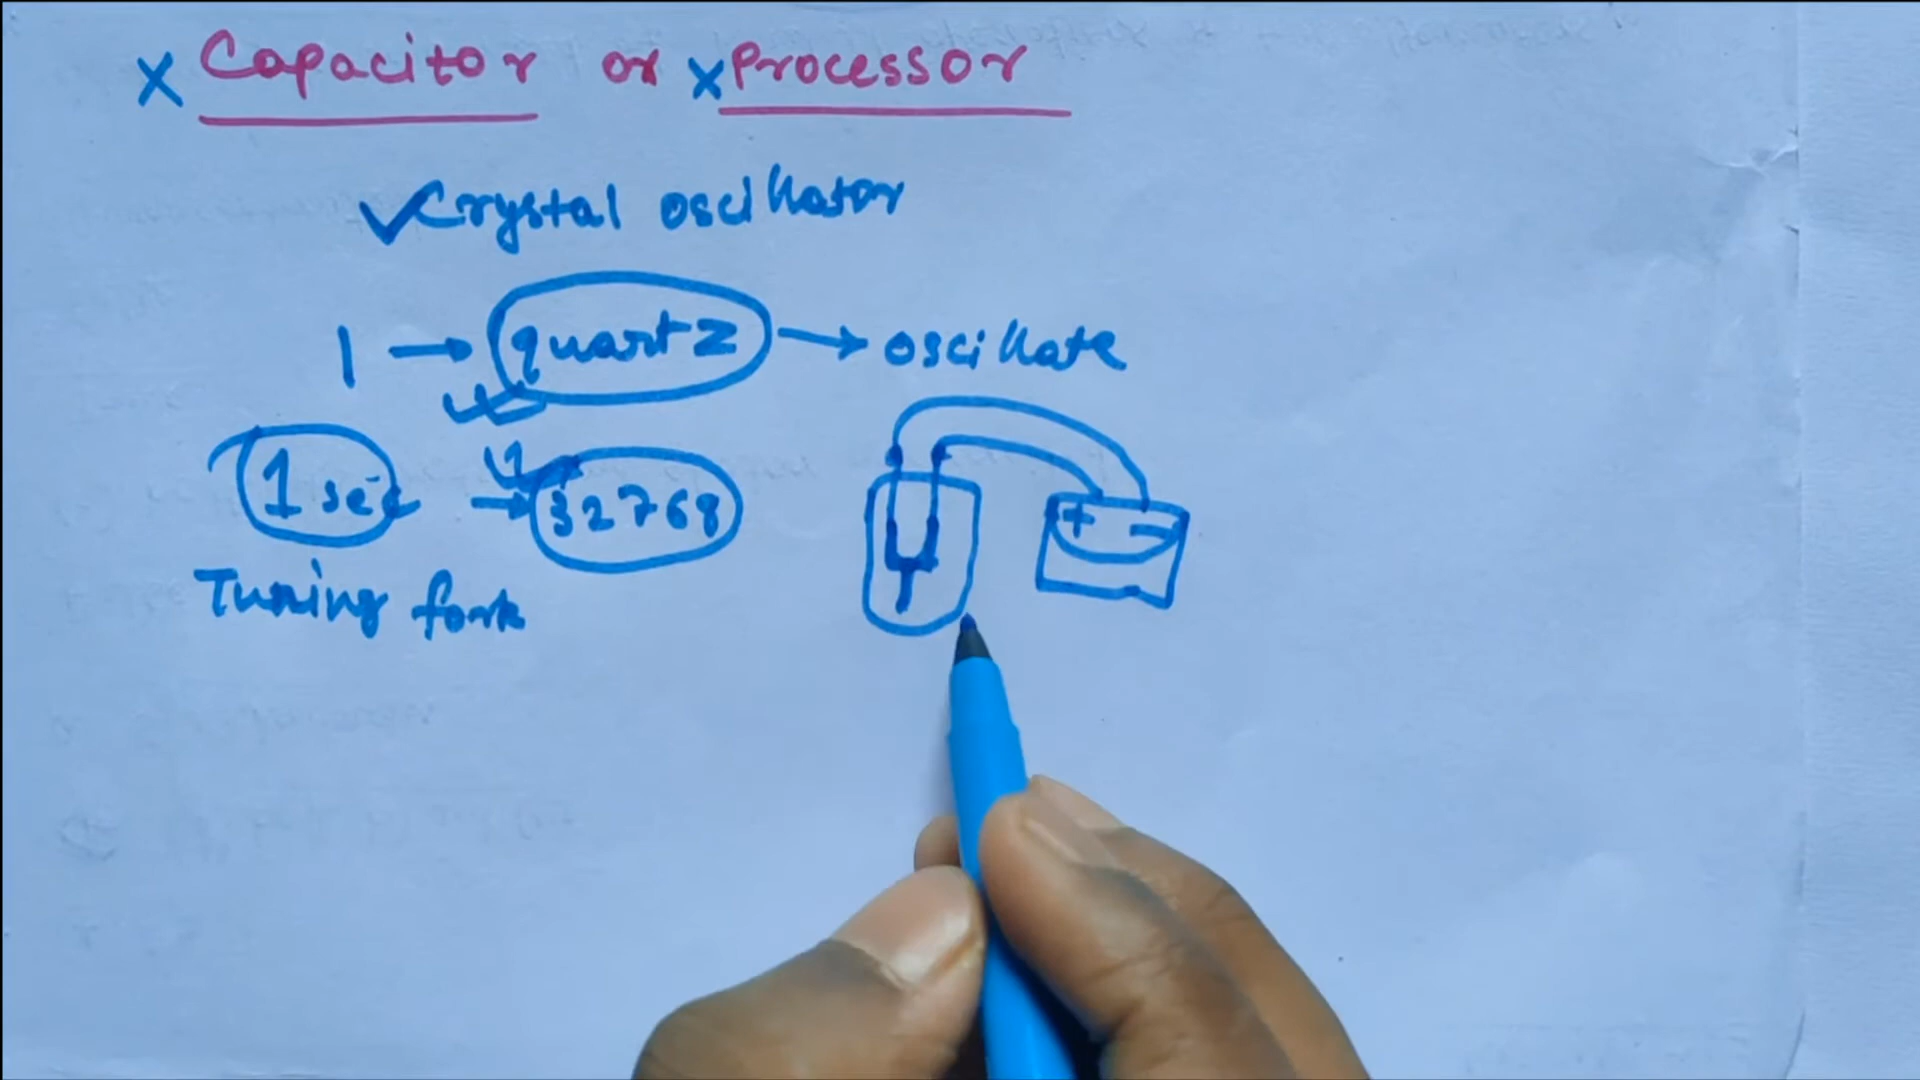 x Capacitor or x Processor
✓ Crystal oscillator
1 → quartz → oscillate
1 sec → 32768
+ -
Tuning fork